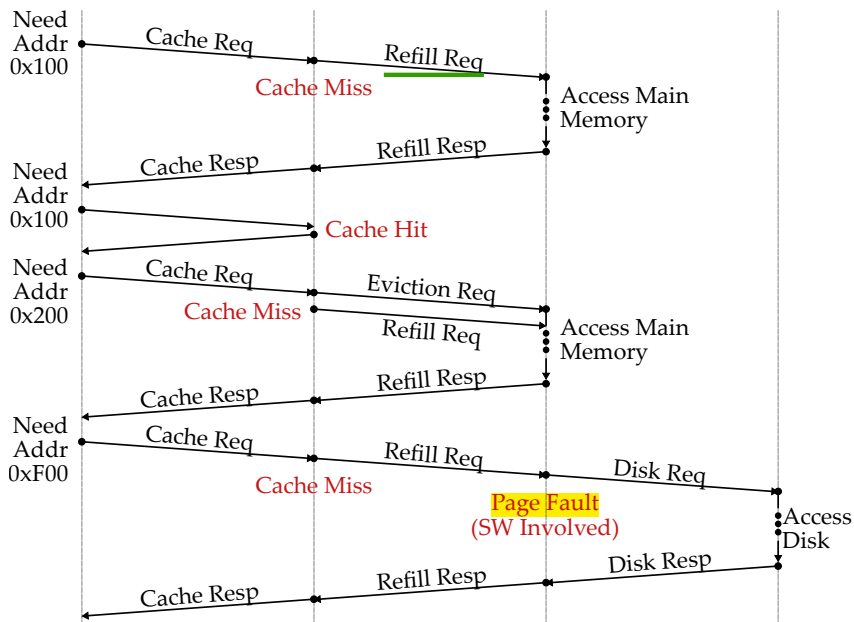 Need
Addr
0x100
Cache Req
Refill Req
Cache Miss
Access Main
Memory
Cache Resp
Refill Resp
Need
Addr
0x100
Cache Hit
Need
Addr
0x200
Cache Req
Eviction Req
Cache Miss
Refill Req
Access Main
Memory
Cache Resp
Refill Resp
Need
Addr
0xF00
Cache Req
Refill Req
Disk Req
Cache Miss
Page Fault
(SW Involved)
Access
Disk
Cache Resp
Refill Resp
Disk Resp